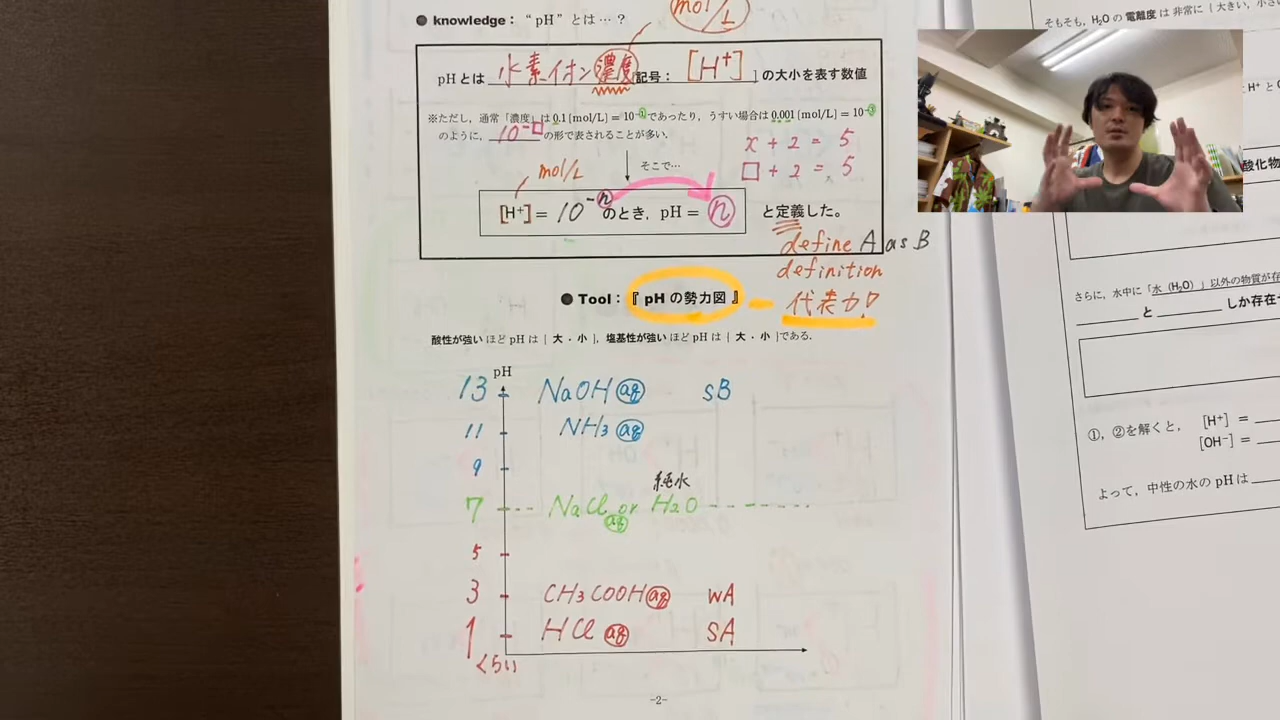 mol/L
● knowledge： “pH” とは … ？
pH とは 水素イオン濃度 記号： [H⁺] の大小を表す数値
※ただし，通常「濃度」は 0.1 [mol/L] = 10⁻¹ であったり，うすい場合は 0.001 [mol/L] = 10⁻³
のように， 10⁻□ の形で表されることが多い．
x + 2 = 5
□ + 2 = 5
そこで…
mol/L
[H⁺] = 10⁻ⁿ のとき，pH = n と定義した。
define A as B
definition
● Tool：『 pH の勢力図 』 － 代表カ!
酸性が強い ほど pH は [ 大 ・ 小 ]，塩基性が強い ほど pH は [ 大 ・ 小 ]である．
pH
13 NaOH aq sB
11 NH₃ aq
9
純水
7 NaCl aq or H₂O
5
3 CH₃COOH aq wA
1 HCl aq sA
-2-
そもそも，H₂O の 電離度 は 非常に [ 大きい，小さ
H⁺ と
酸化物
さらに，水中に「水（H₂O）」以外の物質が存
と しか存在
①，②を解くと， [H⁺] =
[OH⁻] =
よって，中性の水の pH は